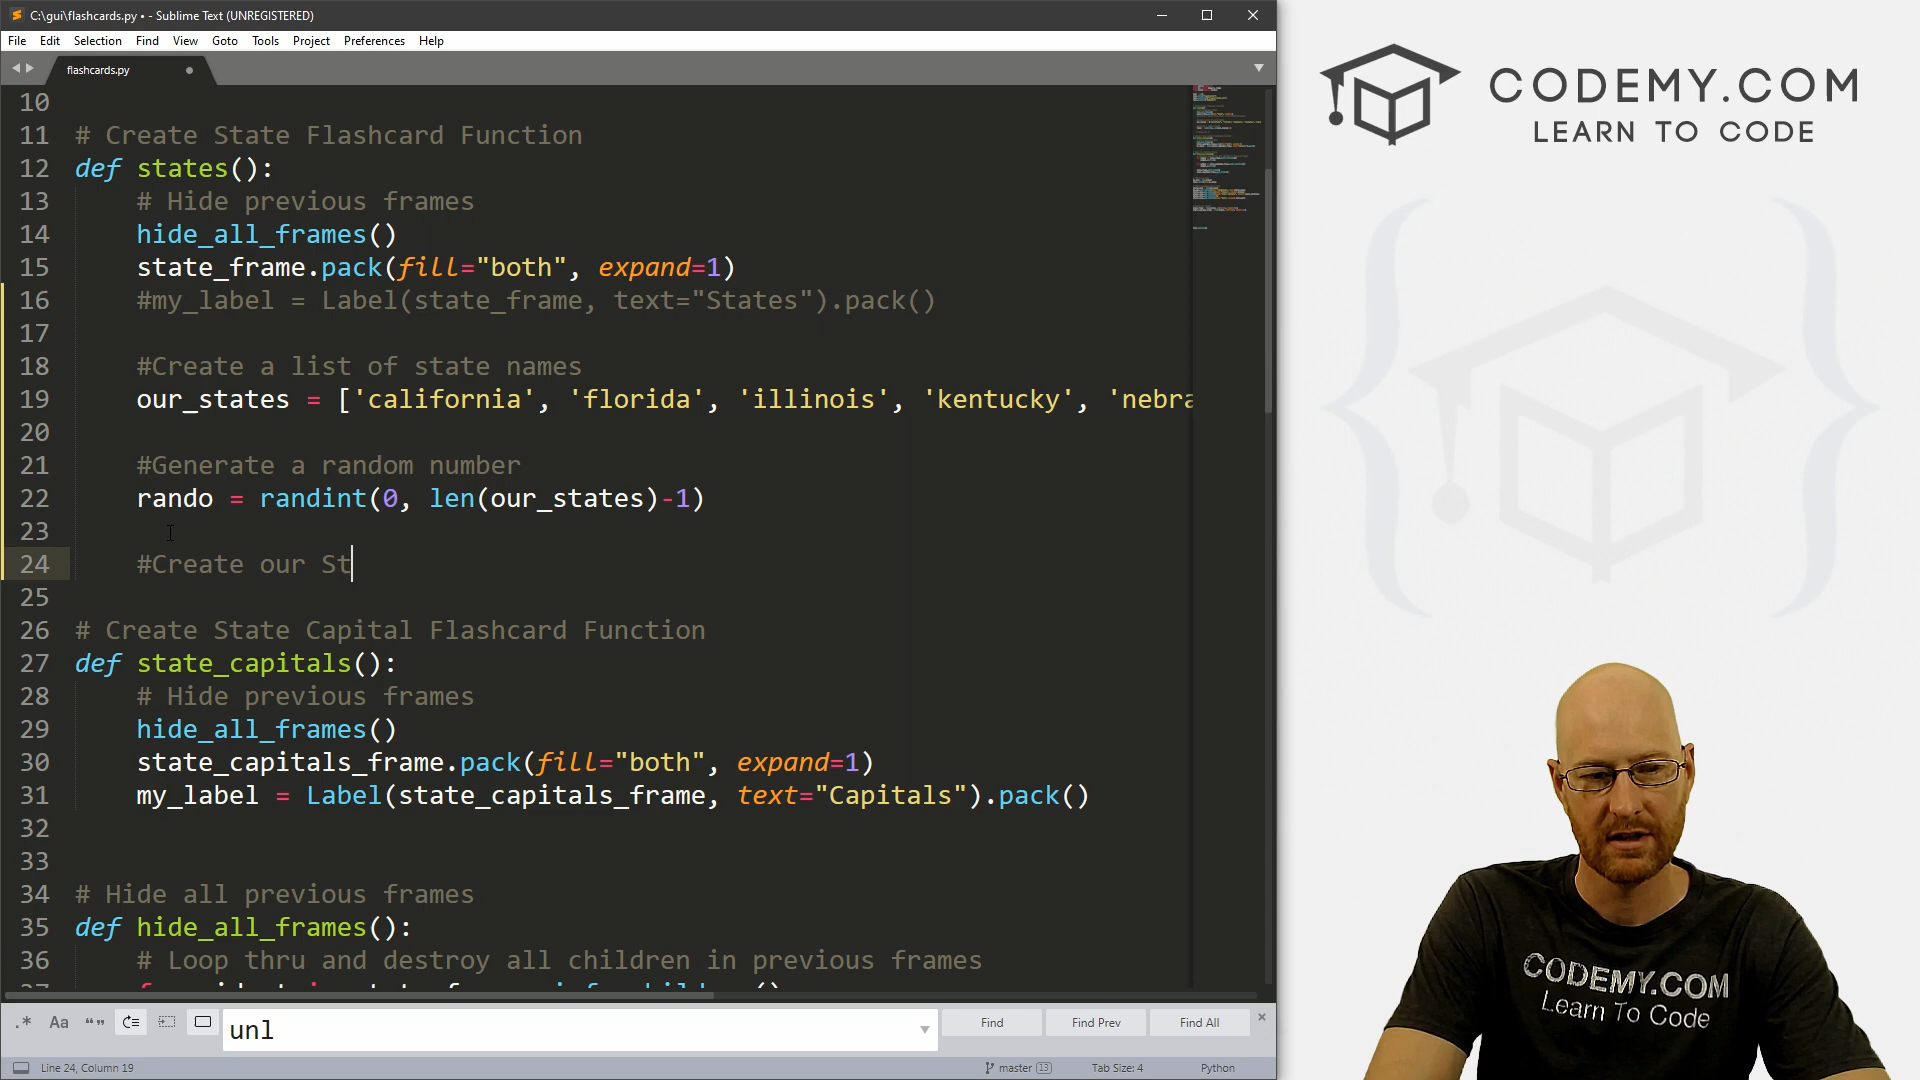 C:\gui\flashcards.py • - Sublime Text (UNREGISTERED)
File Edit Selection Find View Goto Tools Project Preferences Help
flashcards.py
10
11 # Create State Flashcard Function
12 def states():
13 # Hide previous frames
14 hide_all_frames()
15 state_frame.pack(fill="both", expand=1)
16 #my_label = Label(state_frame, text="States").pack()
17
18 #Create a list of state names
19 our_states = ['california', 'florida', 'illinois', 'kentucky', 'nebra
20
21 #Generate a random number
22 rando = randint(0, len(our_states)-1)
23
24 #Create our St
25
26 # Create State Capital Flashcard Function
27 def state_capitals():
28 # Hide previous frames
29 hide_all_frames()
30 state_capitals_frame.pack(fill="both", expand=1)
31 my_label = Label(state_capitals_frame, text="Capitals").pack()
32
33
34 # Hide all previous frames
35 def hide_all_frames():
36 # Loop thru and destroy all children in previous frames
.* Aa “” unl Find Find Prev Find All
Line 24, Column 19 master 13 Tab Size: 4 Python
CODEMY.COM
LEARN TO CODE
CODEMY.COM
Learn To Code